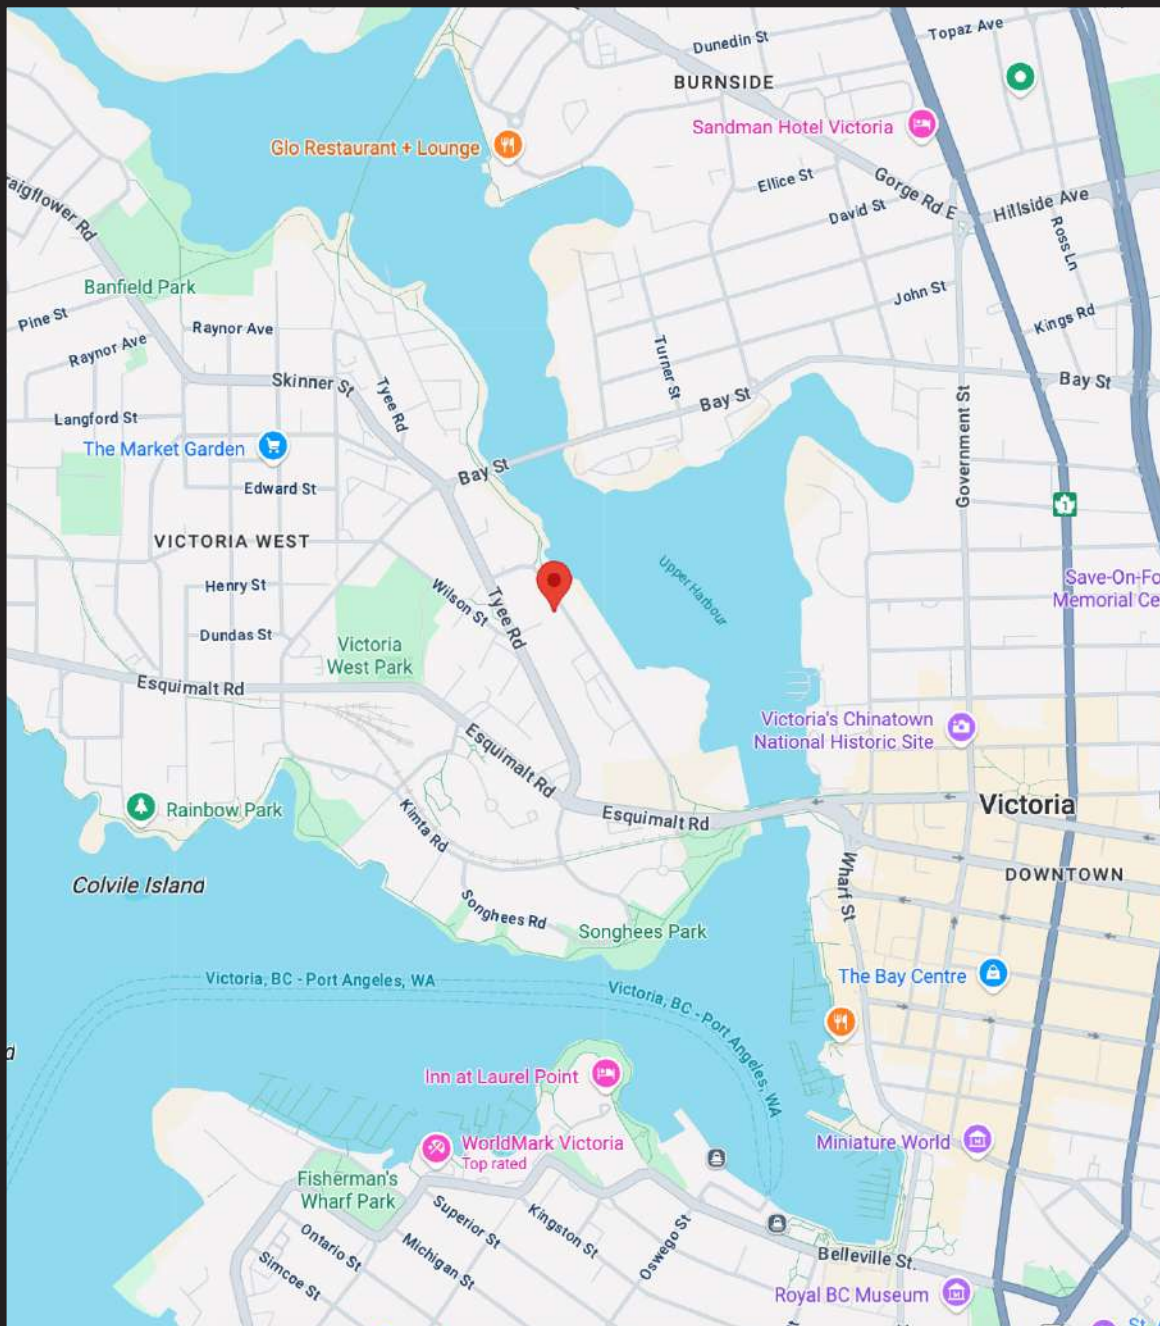 Dunedin St
Topaz Ave
BURNSIDE
Sandman Hotel Victoria
Glo Restaurant + Lounge
Ellice St
Gorge Rd E
Hillside Ave
David St
Ross Ln
aigflower Rd
Banfield Park
John St
Pine St
Raynor Ave
Kings Rd
Raynor Ave
Turner St
Skinner St
Tyee Rd
Bay St
Bay St
Langford St
Government St
The Market Garden
Bay St
Edward St
1
VICTORIA WEST
Upper Harbour
Save-On-Fo
Memorial Ce
Henry St
Wilson St
Tyee Rd
Dundas St
Victoria
West Park
Esquimalt Rd
Victoria's Chinatown
National Historic Site
Esquimalt Rd
Rainbow Park
Kimta Rd
Esquimalt Rd
Victoria
Wharf St
DOWNTOWN
Colvile Island
Songhees Rd
Songhees Park
The Bay Centre
Victoria, BC - Port Angeles, WA
Victoria, BC - Port Angeles, WA
d
Inn at Laurel Point
WorldMark Victoria
Top rated
Miniature World
Fisherman's
Wharf Park
Superior St
Kingston St
Oswego St
Ontario St
Michigan St
Simcoe St
Belleville St
Royal BC Museum
St